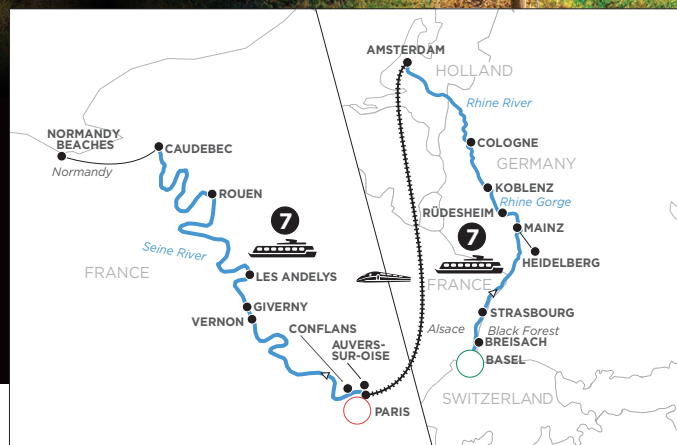 AMSTERDAM
HOLLAND
Rhine River
NORMANDY
BEACHES
Normandy
CAUDEBEC
COLOGNE
GERMANY
ROUEN
KOBLENZ
Rhine Gorge
RÜDESHEIM
7
7
MAINZ
Seine River
HEIDELBERG
FRANCE
LES ANDELYS
FRANCE
GIVERNY
STRASBOURG
VERNON
CONFLANS
Alsace
Black Forest
AUVERS-
SUR-OISE
BREISACH
BASEL
SWITZERLAND
PARIS